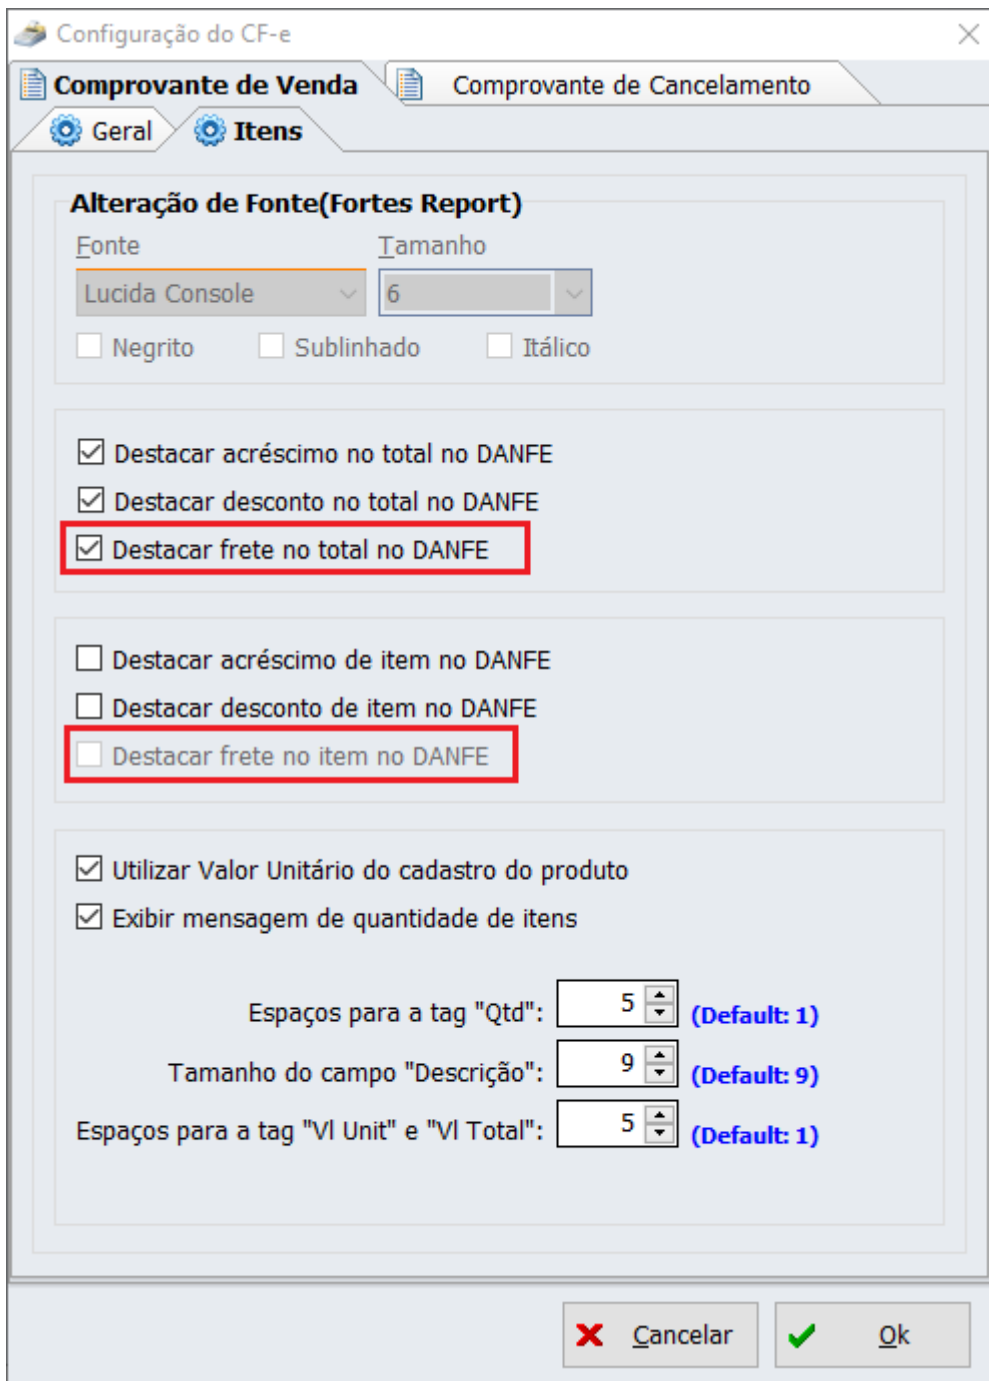 Configuração do CF-e
Comprovante de Venda Comprovante de Cancelamento
Geral Itens
Alteração de Fonte(Fortes Report)
Fonte Tamanho
Lucida Console 6
Negrito Sublinhado Itálico
Destacar acréscimo no total no DANFE
Destacar desconto no total no DANFE
Destacar frete no total no DANFE
Destacar acréscimo de item no DANFE
Destacar desconto de item no DANFE
Destacar frete no item no DANFE
Utilizar Valor Unitário do cadastro do produto
Exibir mensagem de quantidade de itens
Espaços para a tag "Qtd": 5 (Default: 1)
Tamanho do campo "Descrição": 9 (Default: 9)
Espaços para a tag "Vl Unit" e "Vl Total": 5 (Default: 1)
Cancelar Ok